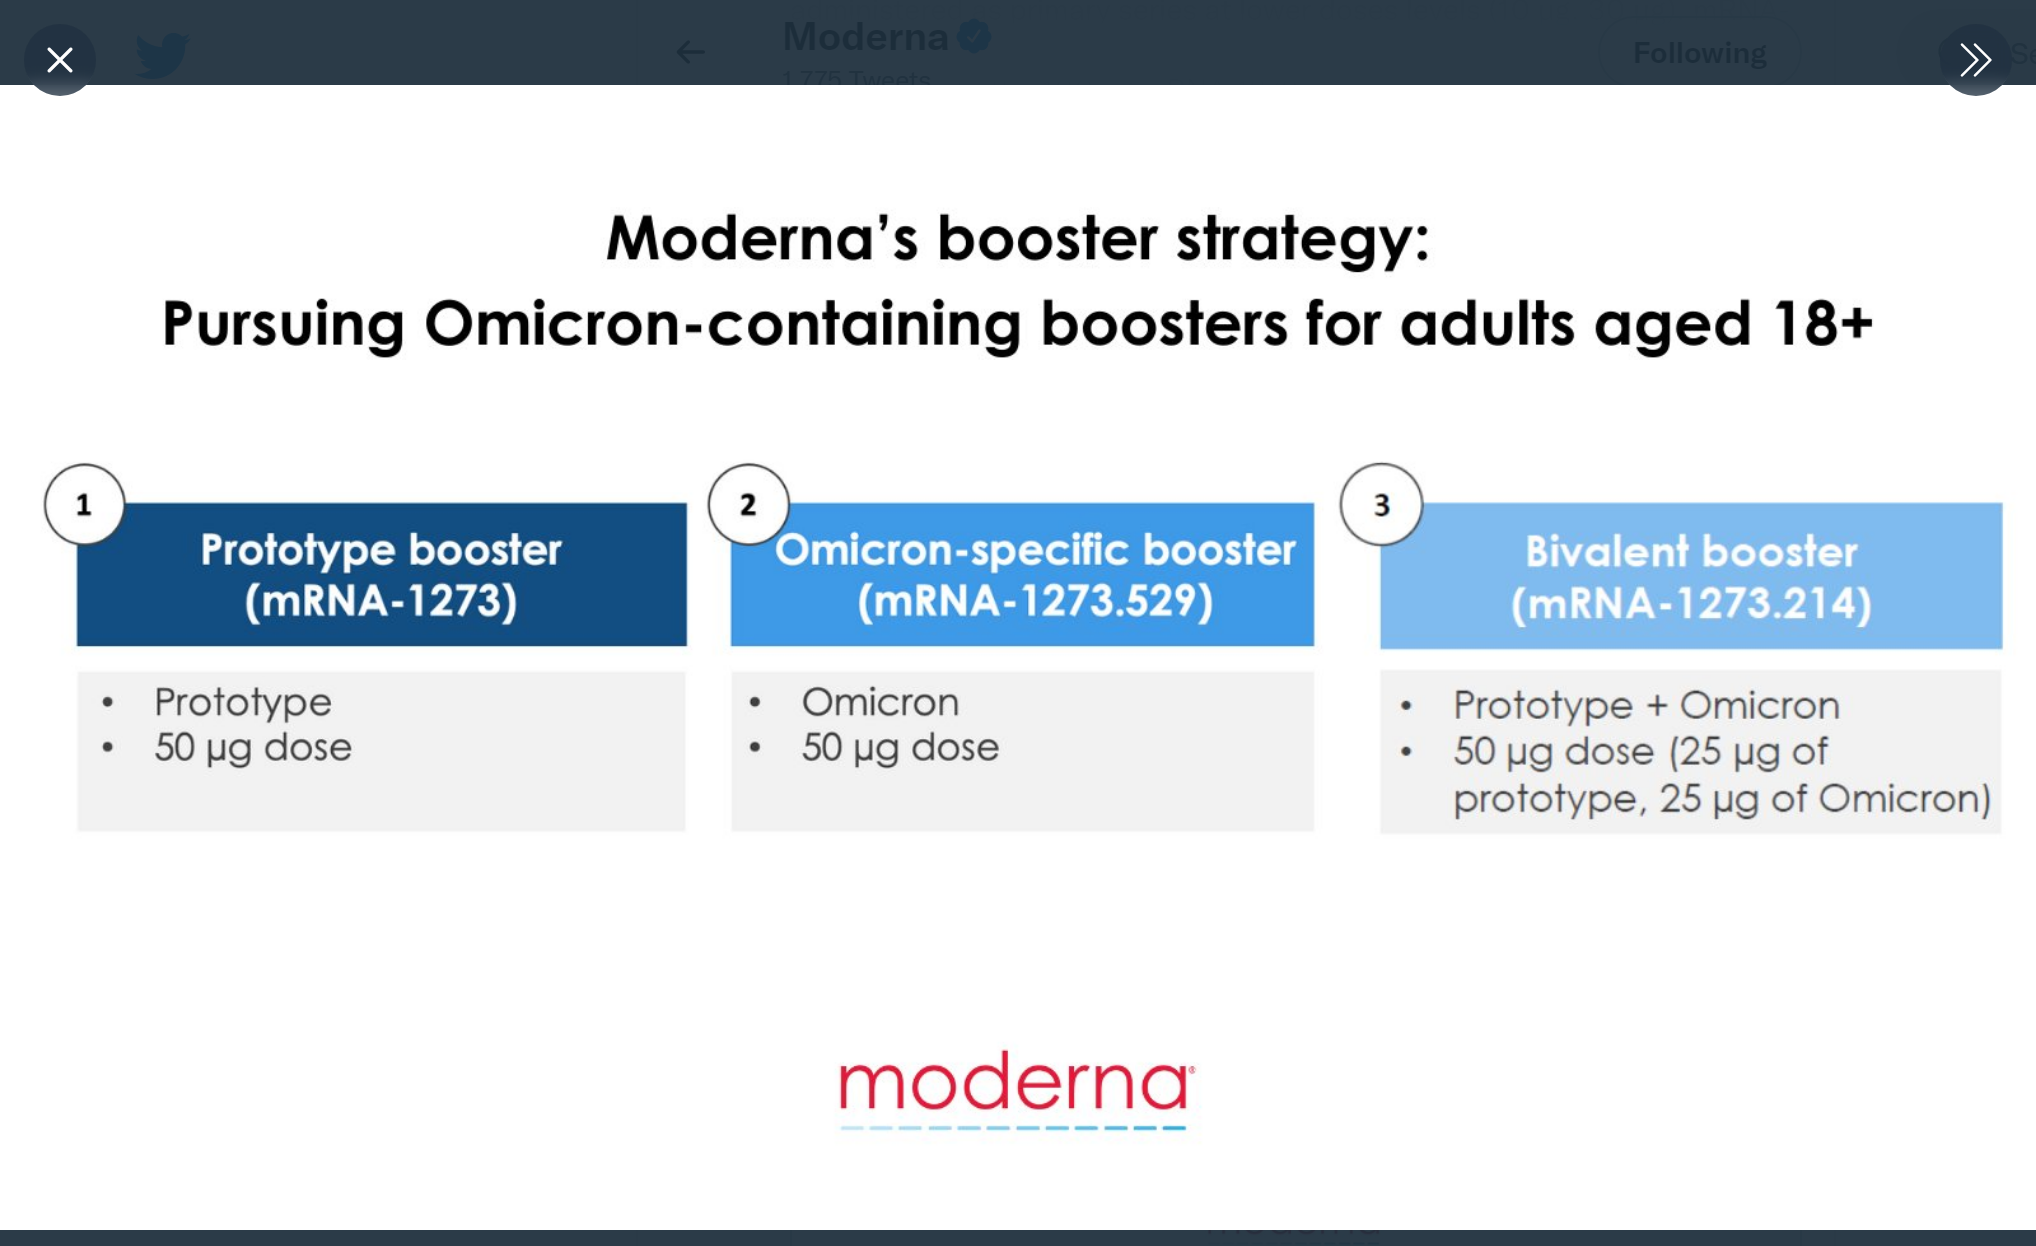 Moderna
1,775 Tweets
Following
Moderna's booster strategy:
Pursuing Omicron-containing boosters for adults aged 18+
1
Prototype booster
(mRNA-1273)
• Prototype
• 50 µg dose
2
Omicron-specific booster
(mRNA-1273.529)
• Omicron
• 50 µg dose
3
Bivalent booster
(mRNA-1273.214)
• Prototype + Omicron
• 50 µg dose (25 µg of
prototype, 25 µg of Omicron)
moderna